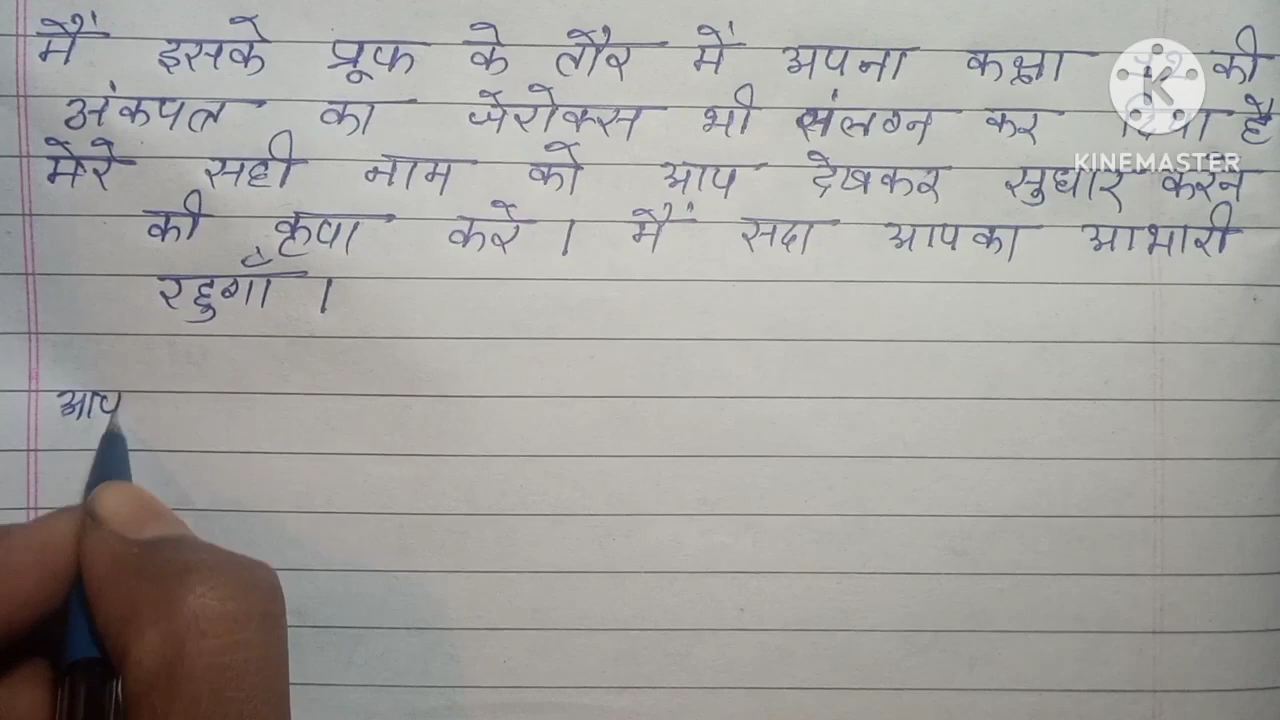 मैं इसके प्रूफ के तौर में अपना कक्षा की
अंकपत्र का जेरोक्स भी संलग्न कर दिया है
मेरे सही नाम को आप देखकर सुधार करने
की कृपा करे । मैं सदा आपका आभारी
रहुगाँ ।
आप
K
KINEMASTER